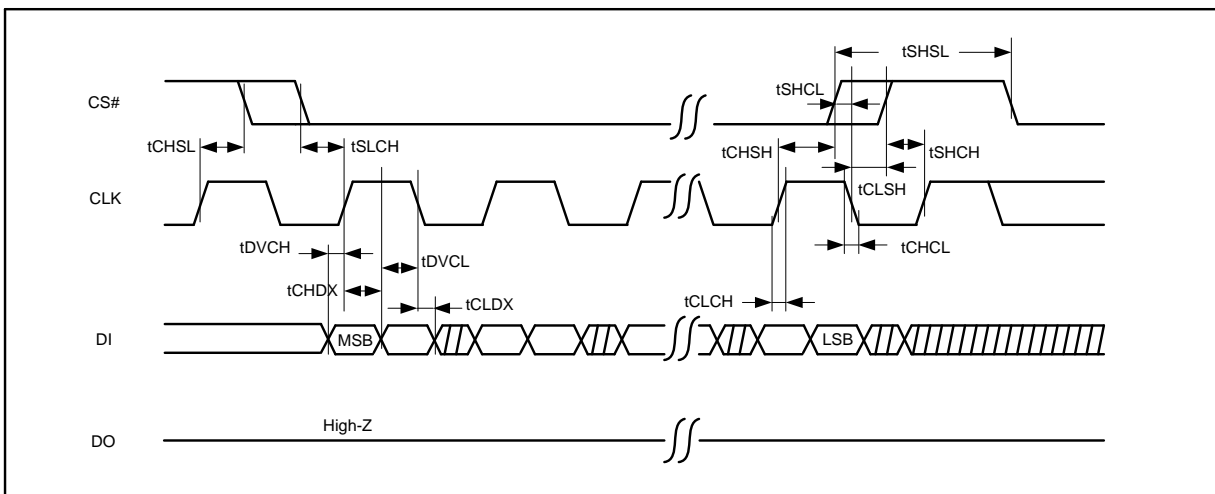 tSHSL
CS#
tSHCL
tCHSL
tSLCH
tCHSH
tSHCH
tCLSH
CLK
tDVCH
tDVCL
tCHCL
tCHDX
tCLDX
tCLCH
DI
MSB
LSB
High-Z
DO